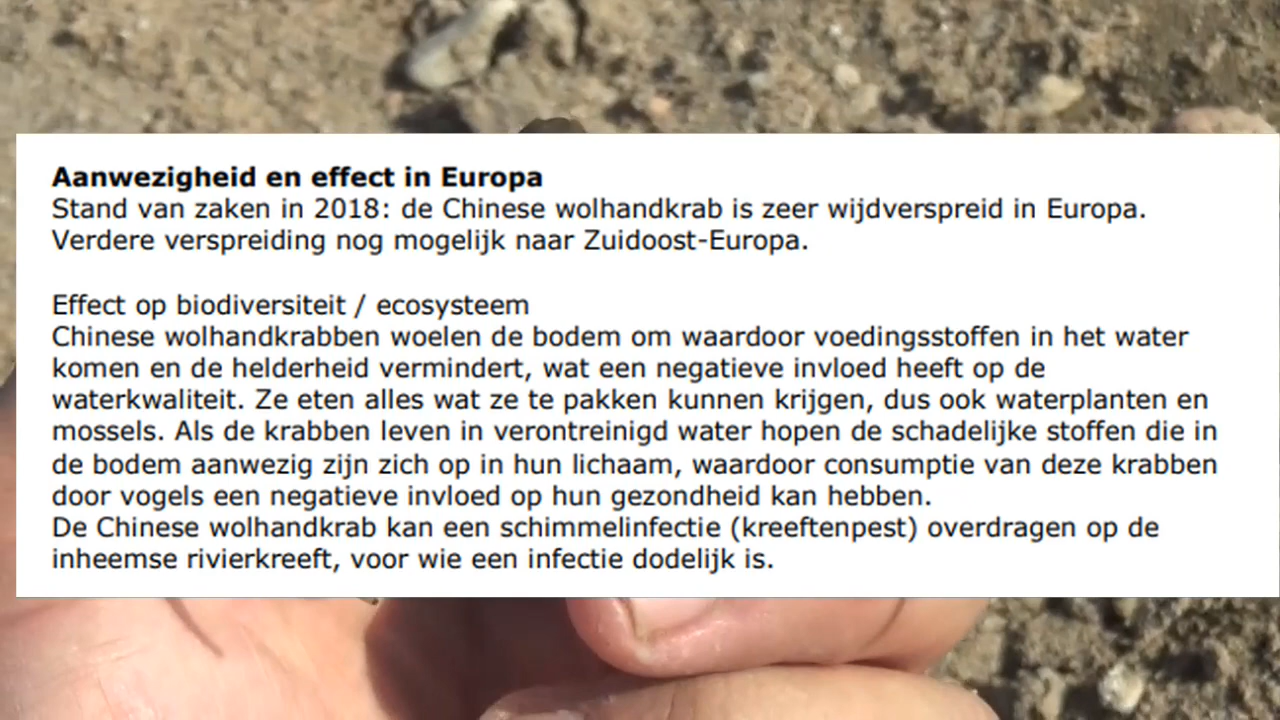 Aanwezigheid en effect in Europa
Stand van zaken in 2018: de Chinese wolhandkrab is zeer wijdverspreid in Europa.
Verdere verspreiding nog mogelijk naar Zuidoost-Europa.
Effect op biodiversiteit / ecosysteem
Chinese wolhandkrabben woelen de bodem om waardoor voedingsstoffen in het water
komen en de helderheid vermindert, wat een negatieve invloed heeft op de
waterkwaliteit. Ze eten alles wat ze te pakken kunnen krijgen, dus ook waterplanten en
mossels. Als de krabben leven in verontreinigd water hopen de schadelijke stoffen die in
de bodem aanwezig zijn zich op in hun lichaam, waardoor consumptie van deze krabben
door vogels een negatieve invloed op hun gezondheid kan hebben.
De Chinese wolhandkrab kan een schimmelinfectie (kreeftenpest) overdragen op de
inheemse rivierkreeft, voor wie een infectie dodelijk is.